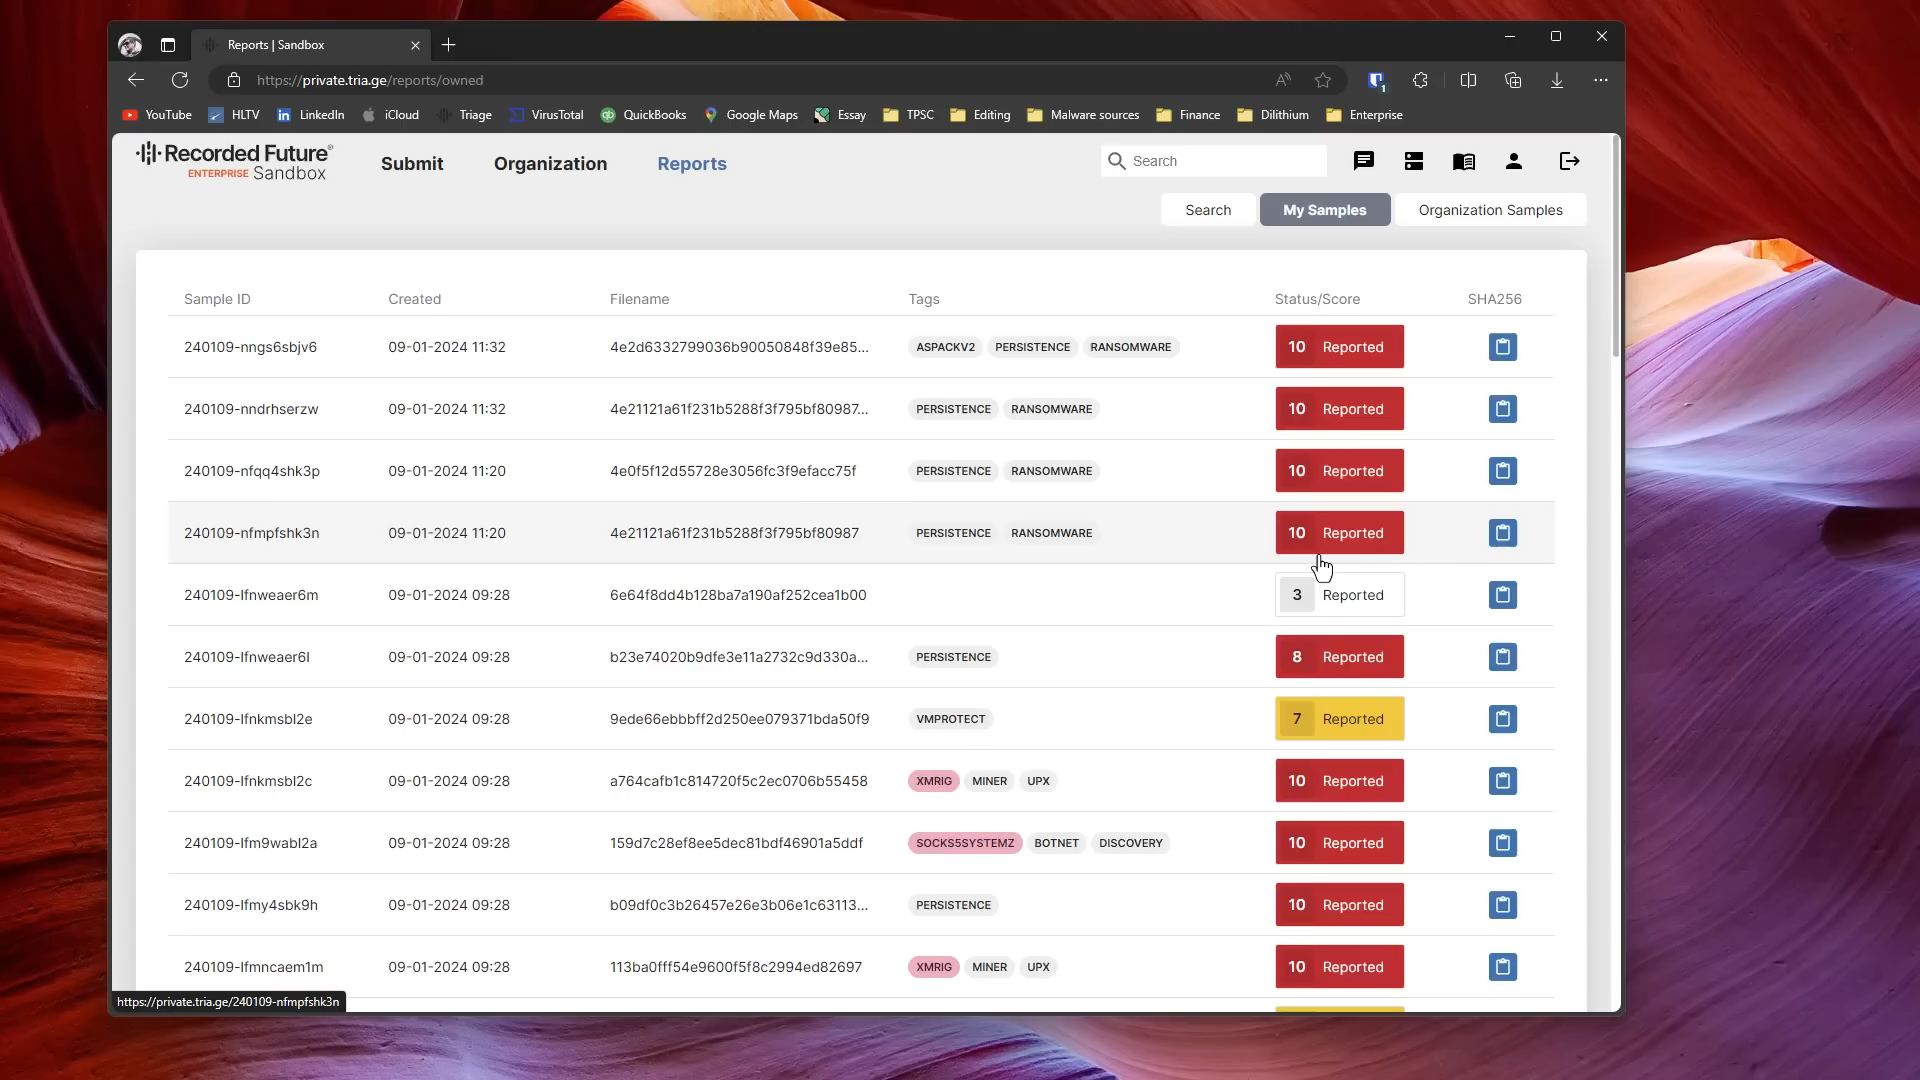 Reports | Sandbox
https://private.tria.ge/reports/owned
1
YouTube HLTV LinkedIn iCloud Triage VirusTotal QuickBooks Google Maps Essay TPSC Editing Malware sources Finance Dilithium Enterprise
Recorded Future®
ENTERPRISE Sandbox
Submit Organization Reports
Search
Search My Samples Organization Samples
Sample ID Created Filename Tags Status/Score SHA256
240109-nngs6sbjv6 09-01-2024 11:32 4e2d6332799036b90050848f39e85... ASPACKV2 PERSISTENCE RANSOMWARE 10 Reported
240109-nndrhserzw 09-01-2024 11:32 4e21121a61f231b5288f3f795bf80987... PERSISTENCE RANSOMWARE 10 Reported
240109-nfqq4shk3p 09-01-2024 11:20 4e0f5f12d55728e3056fc3f9efacc75f PERSISTENCE RANSOMWARE 10 Reported
240109-nfmpfshk3n 09-01-2024 11:20 4e21121a61f231b5288f3f795bf80987 PERSISTENCE RANSOMWARE 10 Reported
240109-lfnweaer6m 09-01-2024 09:28 6e64f8dd4b128ba7a190af252cea1b00 3 Reported
240109-lfnweaer6l 09-01-2024 09:28 b23e74020b9dfe3e11a2732c9d330a... PERSISTENCE 8 Reported
240109-lfnkmsbl2e 09-01-2024 09:28 9ede66ebbbff2d250ee079371bda50f9 VMPROTECT 7 Reported
240109-lfnkmsbl2c 09-01-2024 09:28 a764cafb1c814720f5c2ec0706b55458 XMRIG MINER UPX 10 Reported
240109-lfm9wabl2a 09-01-2024 09:28 159d7c28ef8ee5dec81bdf46901a5ddf SOCKS5SYSTEMZ BOTNET DISCOVERY 10 Reported
240109-lfmy4sbk9h 09-01-2024 09:28 b09df0c3b26457e26e3b06e1c63113... PERSISTENCE 10 Reported
240109-lfmncaem1m 09-01-2024 09:28 113ba0fff54e9600f5f8c2994ed82697 XMRIG MINER UPX 10 Reported
https://private.tria.ge/240109-nfmpfshk3n